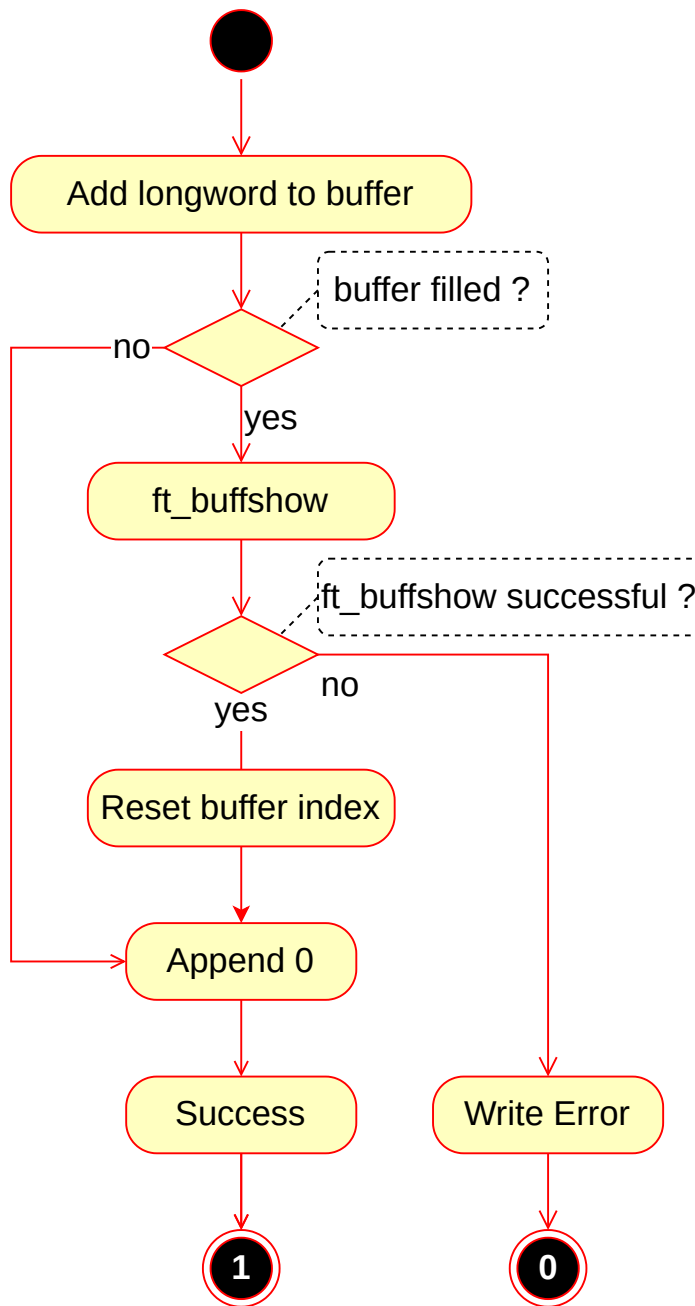 Add longword to buffer
buffer filled ?
no
yes
ft_buffshow
ft_buffshow successful ?
no
yes
Reset buffer index
Append 0
Success
Write Error
1
0